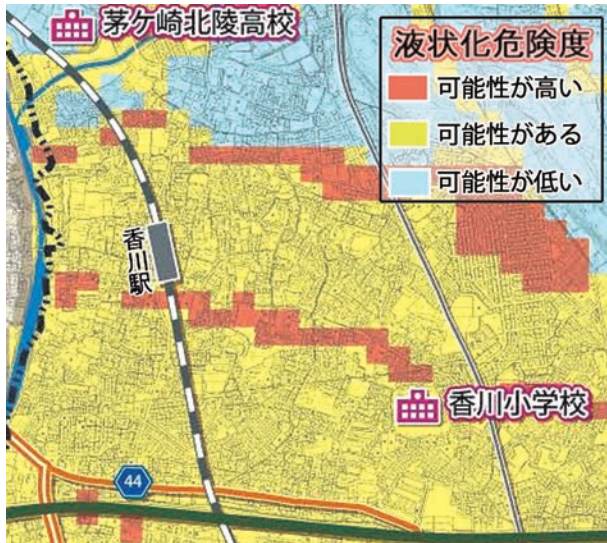 茅ケ崎北陵高校
液状化危険度
可能性が高い
可能性がある
可能性が低い
香川駅
香川小学校
44